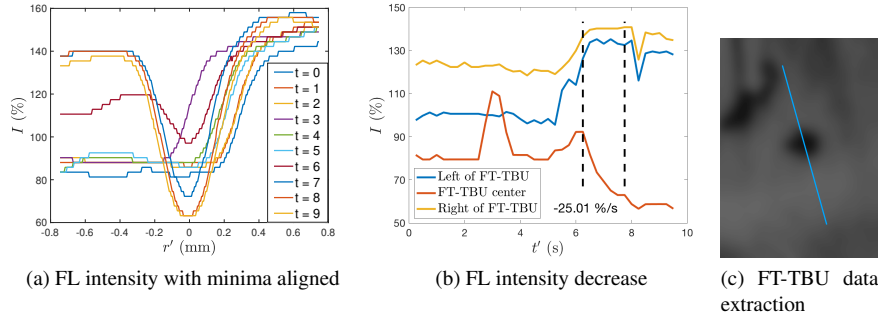 160
140
120
100
80
60
I (%)
-0.8 -0.6 -0.4 -0.2 0 0.2 0.4 0.6 0.8
r′ (mm)
t = 0
t = 1
t = 2
t = 3
t = 4
t = 5
t = 6
t = 7
t = 8
t = 9
(a) FL intensity with minima aligned
150
130
110
90
70
50
I (%)
0 2 4 6 8 10
t′ (s)
Left of FT-TBU
FT-TBU center
Right of FT-TBU
-25.01 %/s
(b) FL intensity decrease
(c) FT-TBU data
extraction